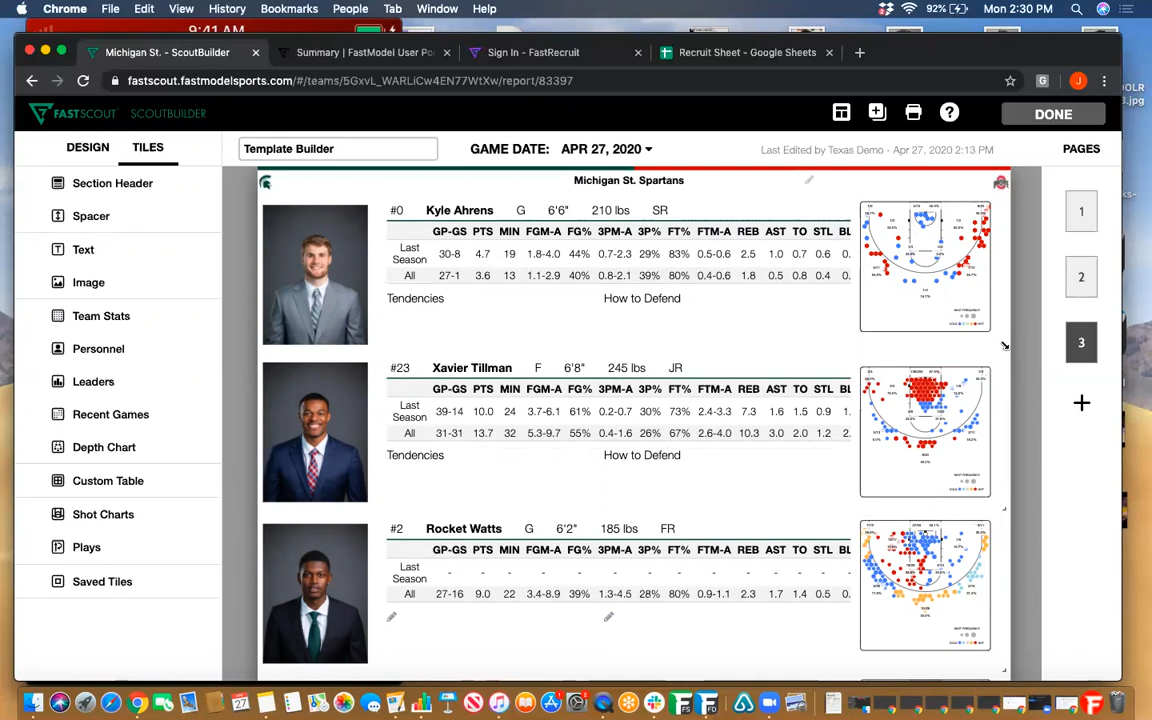 Chrome File Edit View History Bookmarks People Tab Window Help 92% Mon 2:30 PM
9:41 AM
Michigan St. - ScoutBuilder × Summary | FastModel User Po × Sign In - FastRecruit × Recruit Sheet - Google Sheets × +
fastscout.fastmodelsports.com/#/teams/5GxvL_WARLiCw4EN77WtXw/report/83397 G J
FASTSCOUT SCOUTBUILDER ? DONE
DESIGN TILES Template Builder GAME DATE: APR 27, 2020 Last Edited by Texas Demo - Apr 27, 2020 2:13 PM PAGES
Michigan St. Spartans
Section Header
Spacer
Text
Image
Team Stats
Personnel
Leaders
Recent Games
Depth Chart
Custom Table
Shot Charts
Plays
Saved Tiles
#0 Kyle Ahrens G 6'6" 210 lbs SR
GP-GS PTS MIN FGM-A FG% 3PM-A 3P% FT% FTM-A REB AST TO STL BL
Last Season 30-8 4.7 19 1.8-4.0 44% 0.7-2.3 29% 83% 0.5-0.6 2.5 1.0 0.7 0.6 0.
All 27-1 3.6 13 1.1-2.9 40% 0.8-2.1 39% 80% 0.4-0.6 1.8 0.5 0.8 0.4 0.
Tendencies How to Defend
#23 Xavier Tillman F 6'8" 245 lbs JR
GP-GS PTS MIN FGM-A FG% 3PM-A 3P% FT% FTM-A REB AST TO STL BL
Last Season 39-14 10.0 24 3.7-6.1 61% 0.2-0.7 30% 73% 2.4-3.3 7.3 1.6 1.5 0.9 1.
All 31-31 13.7 32 5.3-9.7 55% 0.4-1.6 26% 67% 2.6-4.0 10.3 3.0 2.0 1.2 2.
Tendencies How to Defend
#2 Rocket Watts G 6'2" 185 lbs FR
GP-GS PTS MIN FGM-A FG% 3PM-A 3P% FT% FTM-A REB AST TO STL BL
Last Season - - - - - - - - - - - - - -
All 27-16 9.0 22 3.4-8.9 39% 1.3-4.5 28% 80% 0.9-1.1 2.3 1.7 1.4 0.5 0.
1
2
3
+